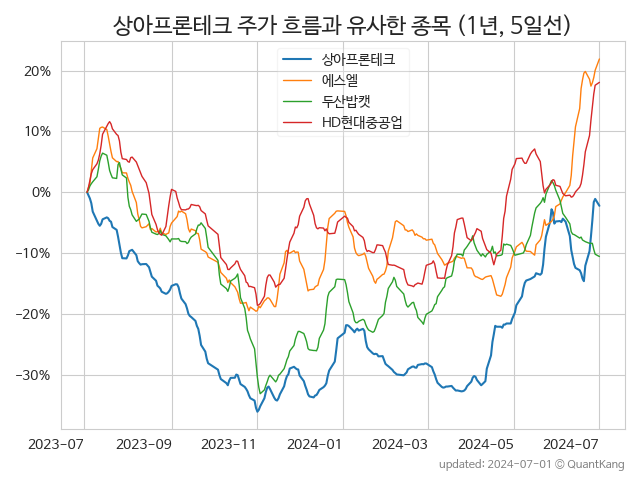 상아프론테크 주가 흐름과 유사한 종목 (1년, 5일선)
상아프론테크
에스엘
두산밥캣
HD현대중공업
20%
10%
0%
−10%
−20%
−30%
2023-07
2023-09
2023-11
2024-01
2024-03
2024-05
2024-07
updated: 2024-07-01 © QuantKang